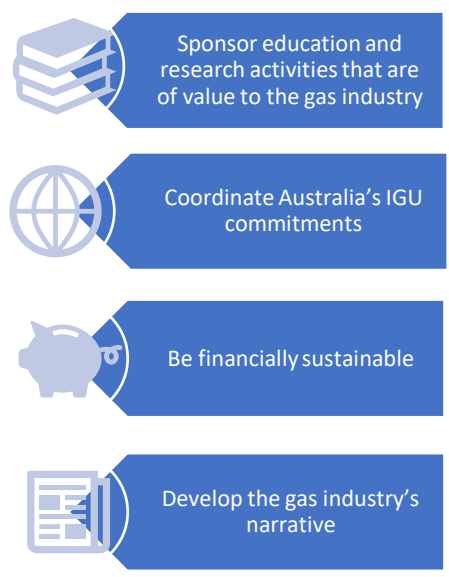 Sponsor education and
research activities that are
of value to the gas industry
Coordinate Australia’s IGU
commitments
Be financially sustainable
Develop the gas industry’s
narrative